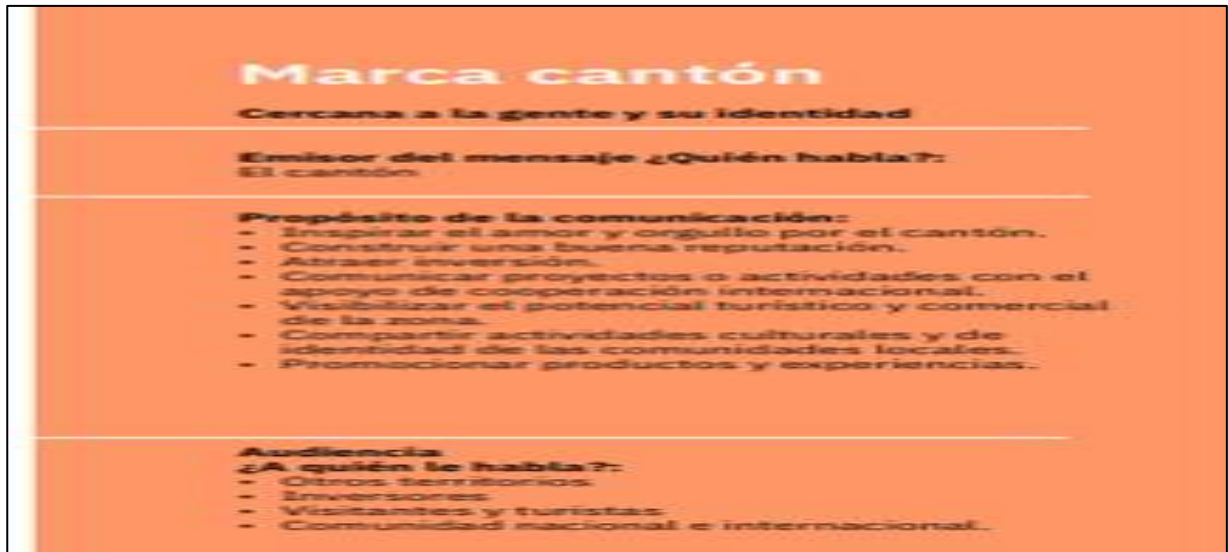 Marca cantón
Cercana a la gente y su identidad
Emisor del mensaje ¿Quién habla?:
El cantón
Propósito de la comunicación:
- Inspirar el amor y orgullo por el cantón.
- Construir una buena reputación.
- Atraer inversión.
- Comunicar proyectos o actividades con el
apoyo de cooperación internacional.
- Visibilizar el potencial turístico y comercial
de la zona.
- Compartir actividades culturales y de
identidad de las comunidades locales.
- Promocionar productos y experiencias.
Audiencia
¿A quién le habla?:
- Otros territorios
- Inversores
- Visitantes y turistas
- Comunidad nacional e internacional.